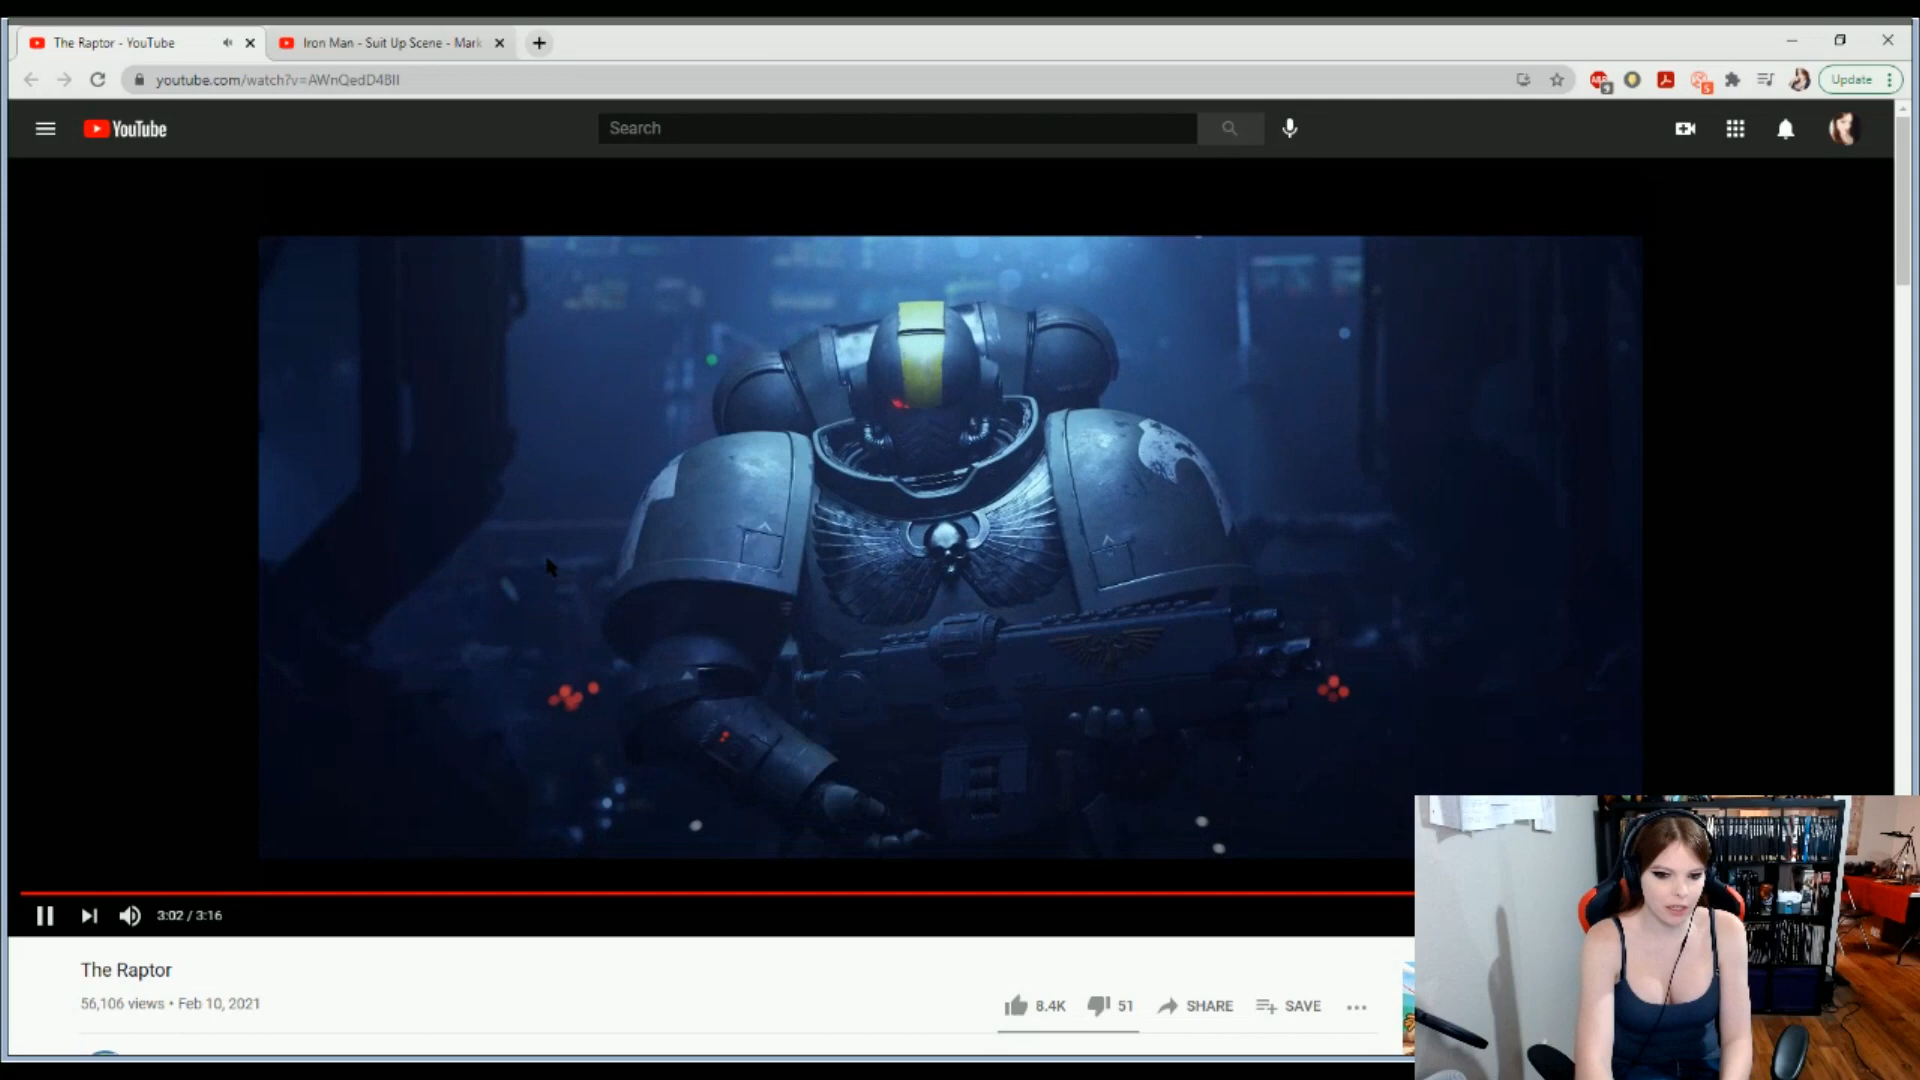 The Raptor - YouTube
Iron Man - Suit Up Scene - Mark
youtube.com/watch?v=AWnQedD4BII
Update
YouTube
Search
3:02 / 3:16
The Raptor
56,106 views • Feb 10, 2021
8.4K
51
SHARE
SAVE